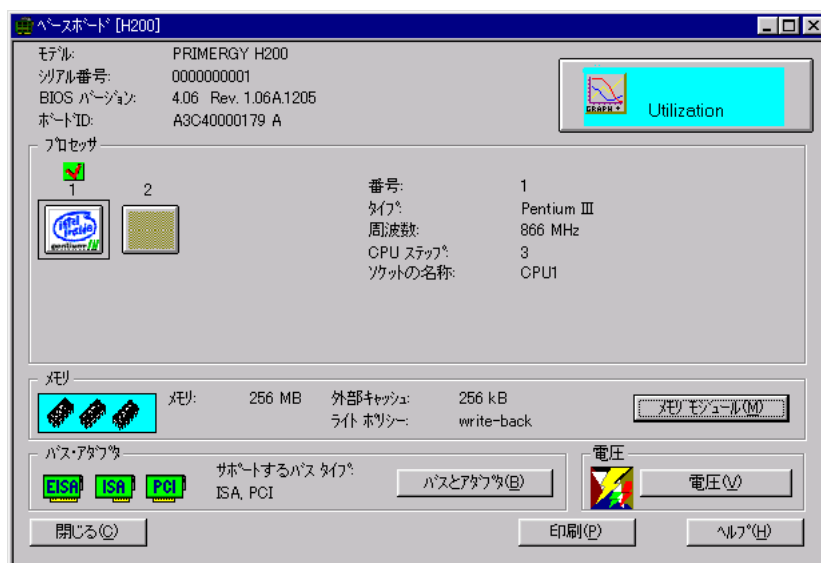 ﾍﾞｰｽﾎﾞｰﾄﾞ [H200]
ﾓﾃﾞﾙ: PRIMERGY H200
ｼﾘｱﾙ番号: 0000000001
BIOS ﾊﾞｰｼﾞｮﾝ: 4.06 Rev. 1.06A.1205
ﾎﾞｰﾄﾞID: A3C40000179 A
GRAPH
Utilization
ﾌﾟﾛｾｯｻ
1 2
intel inside
pentium III
番号: 1
ﾀｲﾌﾟ: Pentium III
周波数: 866 MHz
CPU ｽﾃｯﾌﾟ: 3
ｿｹｯﾄの名称: CPU1
ﾒﾓﾘ
ﾒﾓﾘ: 256 MB 外部ｷｬｯｼｭ: 256 kB
ﾗｲﾄ ﾎﾟﾘｼｰ: write-back
ﾒﾓﾘ ﾓｼﾞｭｰﾙ(M)
ﾊﾞｽ・ｱﾀﾞﾌﾟﾀ
EISA ISA PCI
ｻﾎﾟｰﾄするﾊﾞｽ ﾀｲﾌﾟ:
ISA, PCI
ﾊﾞｽとｱﾀﾞﾌﾟﾀ(B)
電圧
電圧(V)
閉じる(C) 印刷(P) ﾍﾙﾌﾟ(H)